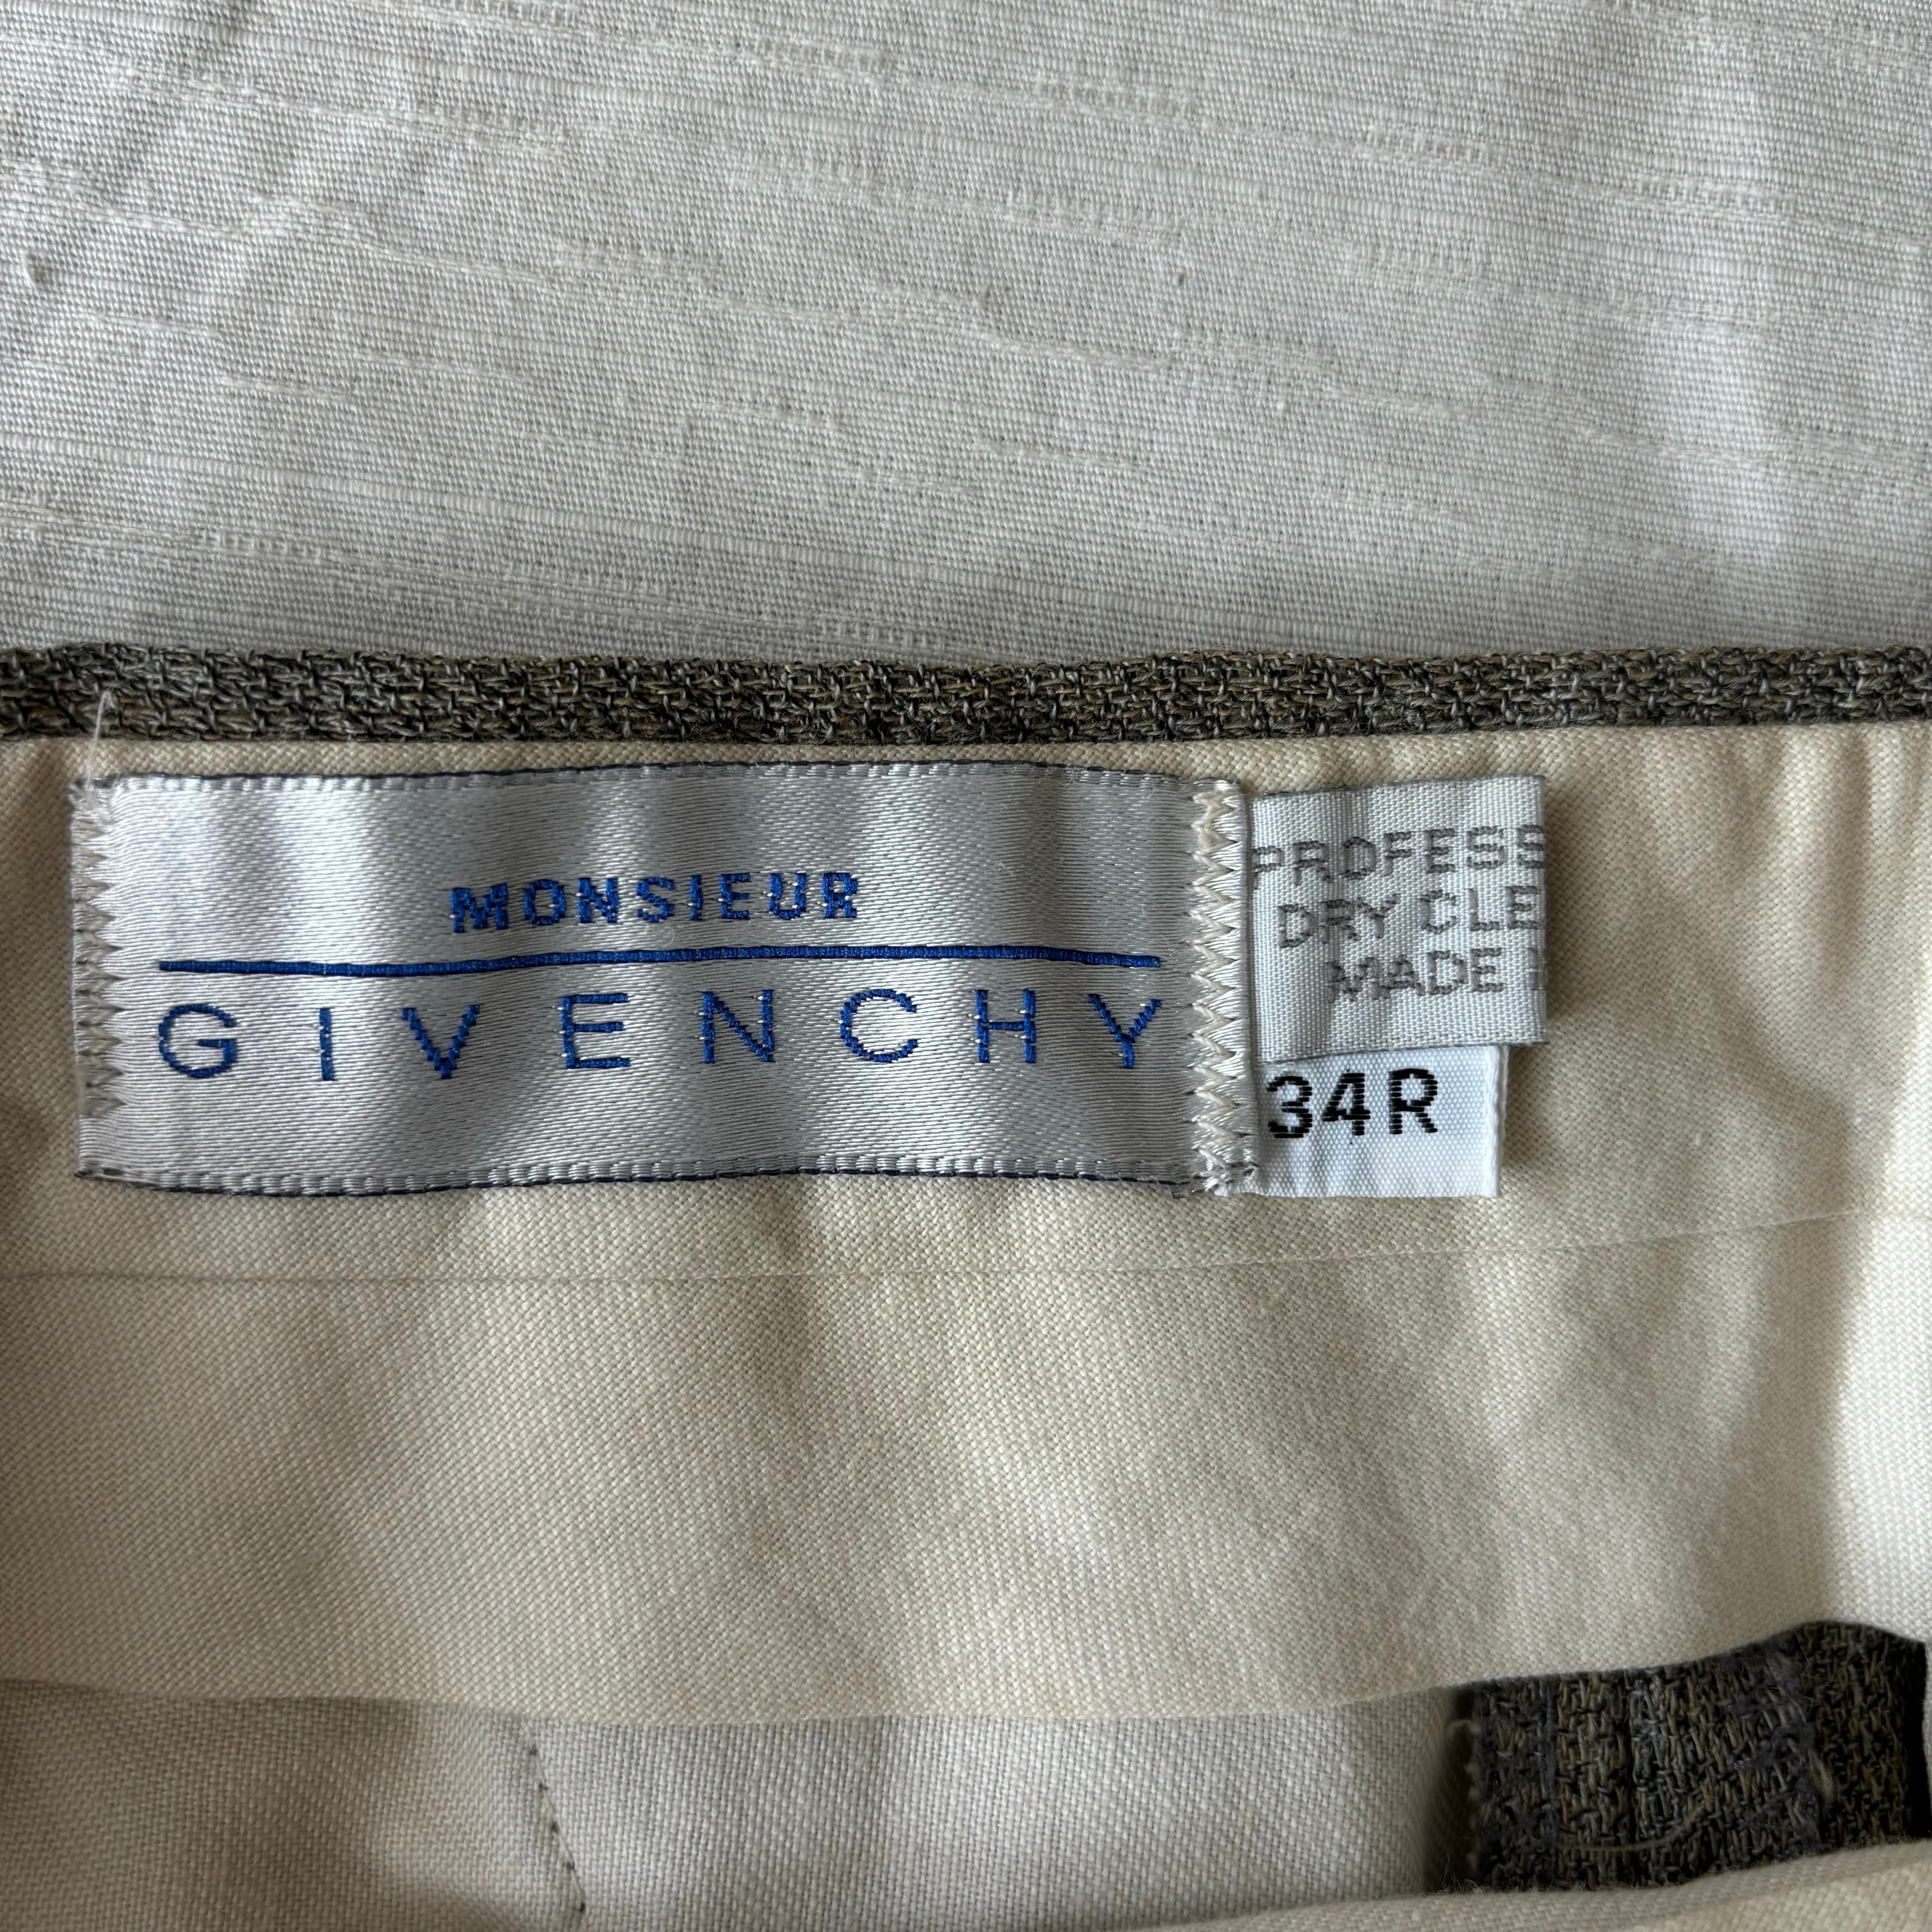 MONSIEUR
GIVENCHY
PROFESS
DRY CLE
MADE
34R